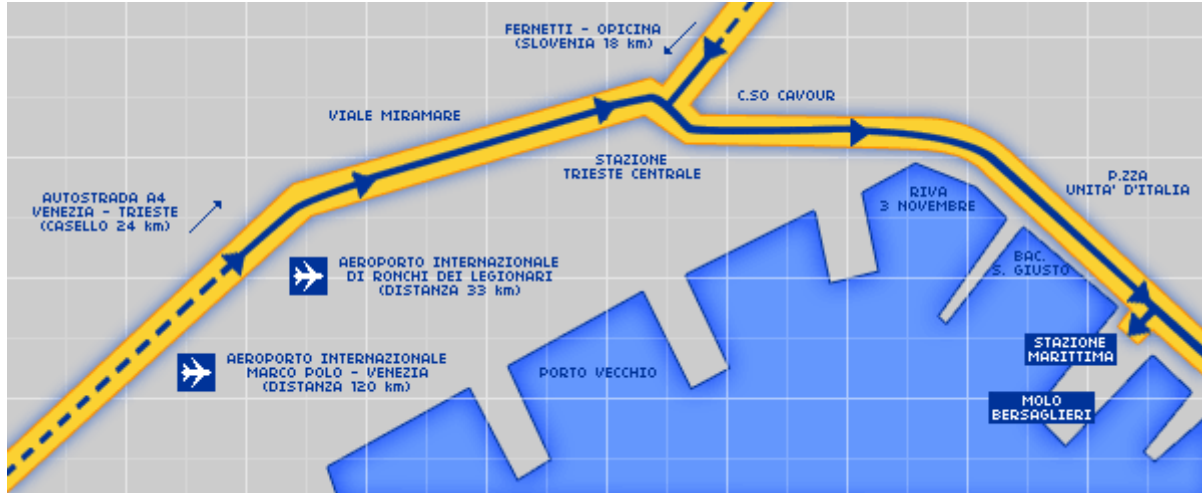 FERNETTI - OPICINA
(SLOVENIA 18 km)
C.SO CAVOUR
VIALE MIRAMARE
STAZIONE
TRIESTE CENTRALE
P.ZZA
UNITA' D'ITALIA
AUTOSTRADA A4
VENEZIA - TRIESTE
(CASELLO 24 km)
RIVA
3 NOVEMBRE
AEROPORTO INTERNAZIONALE
DI RONCHI DEI LEGIONARI
(DISTANZA 33 km)
BAC.
S. GIUSTO
STAZIONE
MARITTIMA
AEROPORTO INTERNAZIONALE
MARCO POLO - VENEZIA
(DISTANZA 120 km)
PORTO VECCHIO
MOLO
BERSAGLIERI